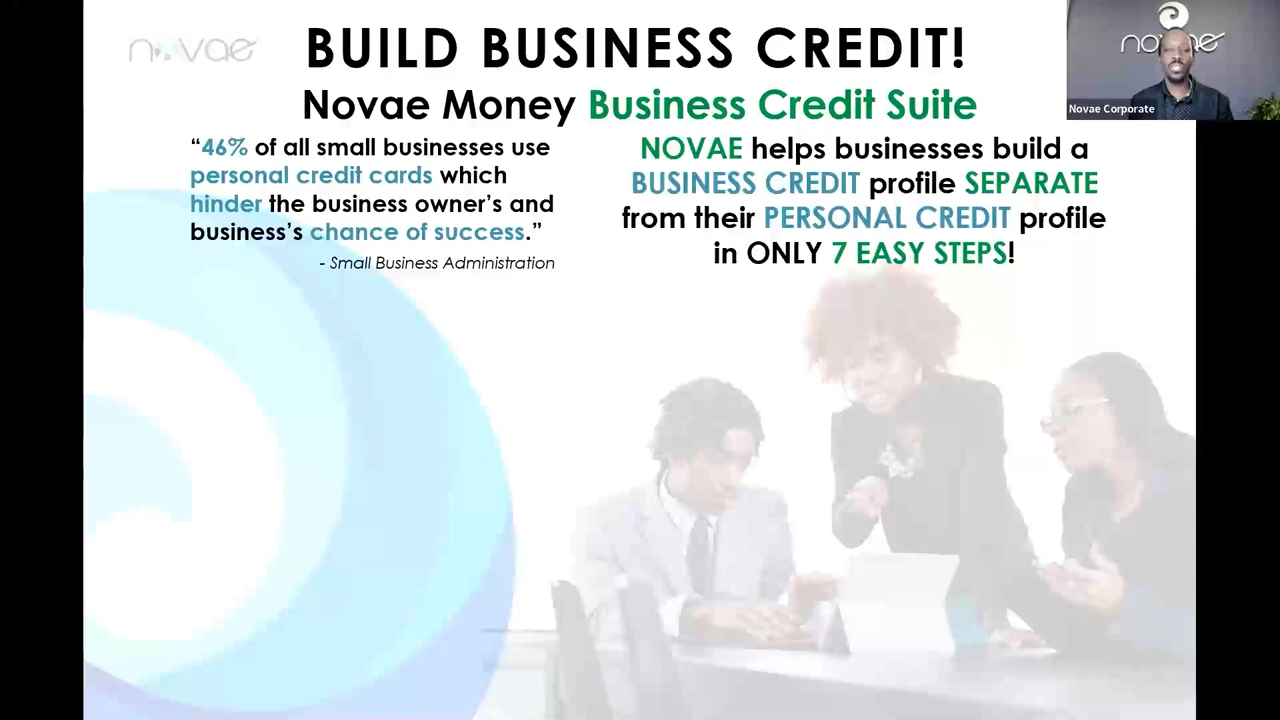 novae
BUILD BUSINESS CREDIT!
novae
Novae Corporate
Novae Money Business Credit Suite
“46% of all small businesses use
personal credit cards which
hinder the business owner’s and
business’s chance of success.”
- Small Business Administration
NOVAE helps businesses build a
BUSINESS CREDIT profile SEPARATE
from their PERSONAL CREDIT profile
in ONLY 7 EASY STEPS!